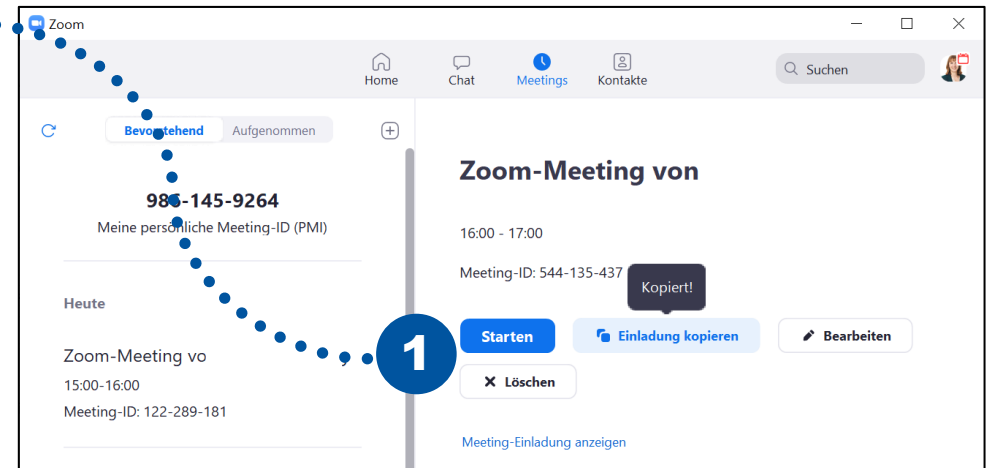 Zoom
Home Chat Meetings Kontakte
Suchen
Bevorstehend Aufgenommen
986-145-9264
Meine persönliche Meeting-ID (PMI)
Heute
Zoom-Meeting vo
15:00-16:00
Meeting-ID: 122-289-181
1
Zoom-Meeting von
16:00 - 17:00
Meeting-ID: 544-135-437
Kopiert!
Starten Einladung kopieren Bearbeiten
Löschen
Meeting-Einladung anzeigen